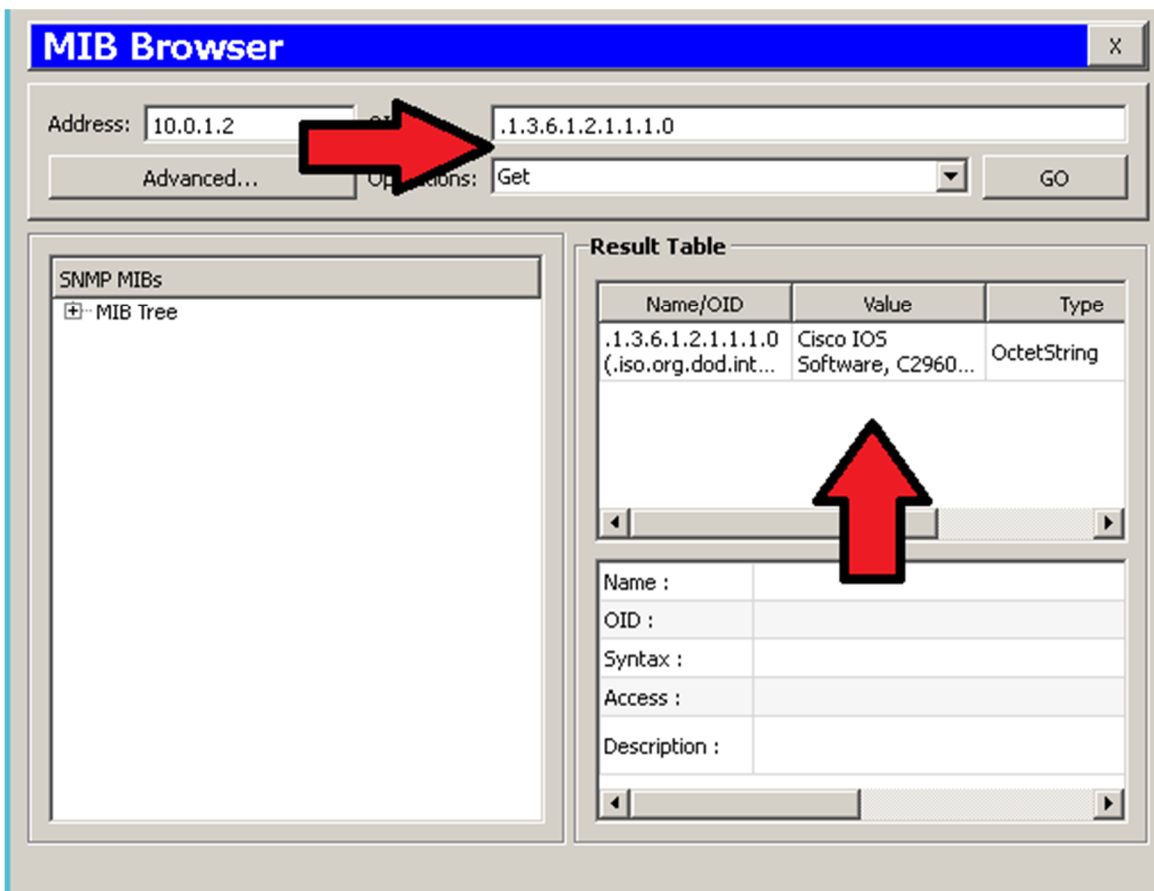 MIB Browser
X
Address: 10.0.1.2 .1.3.6.1.2.1.1.1.0
Advanced... Get GO
SNMP MIBs
MIB Tree
Result Table
Name/OID Value Type
.1.3.6.1.2.1.1.1.0 Cisco IOS
(.iso.org.dod.int... Software, C2960... OctetString
Name :
OID :
Syntax :
Access :
Description :